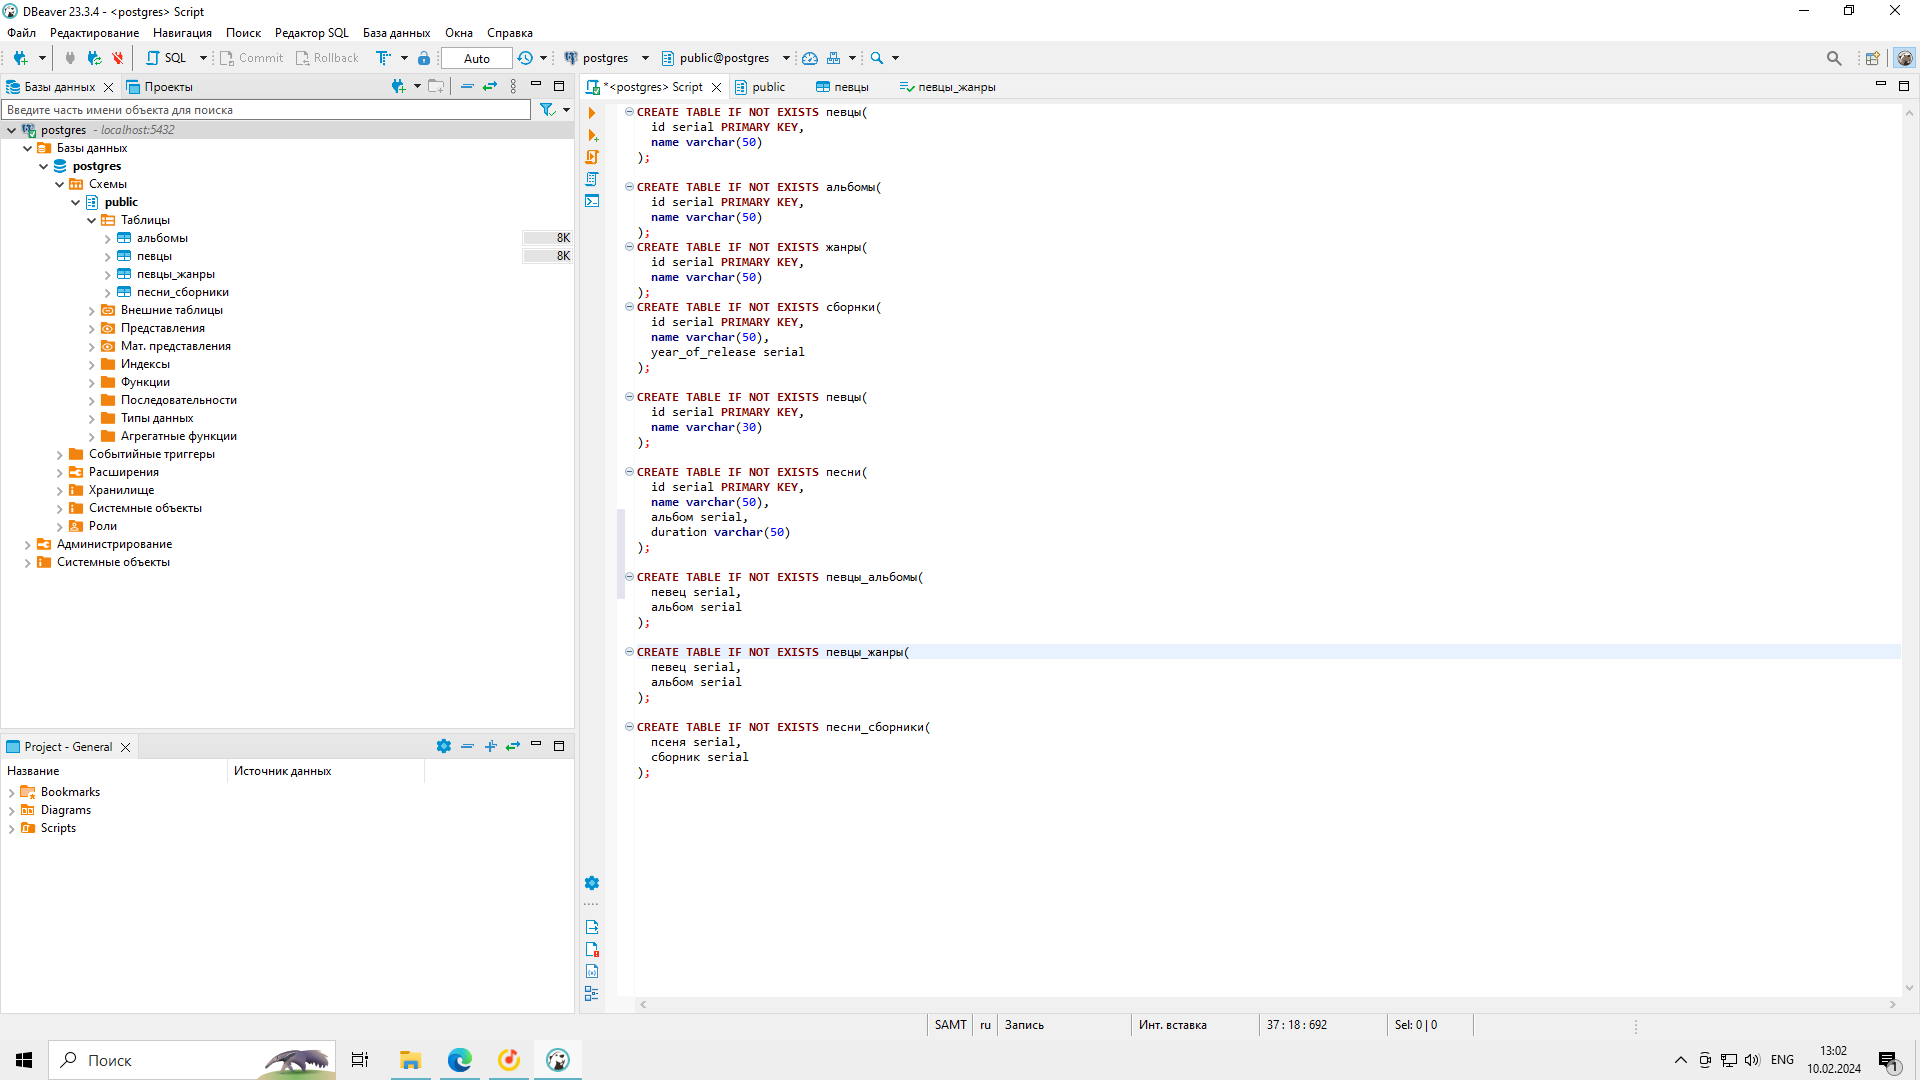 DBeaver 23.3.4 - <postgres> Script
Файл Редактирование Навигация Поиск Редактор SQL База данных Окна Справка
SQL Commit Rollback Auto postgres public@postgres
Базы данных Проекты
Введите часть имени объекта для поиска
postgres - localhost:5432
Базы данных
postgres
Схемы
public
Таблицы
альбомы 8K
певцы 8K
певцы_жанры
песни_сборники
Внешние таблицы
Представления
Мат. представления
Индексы
Функции
Последовательности
Типы данных
Агрегатные функции
Событийные триггеры
Расширения
Хранилище
Системные объекты
Роли
Администрирование
Системные объекты
Project - General
Название Источник данных
Bookmarks
Diagrams
Scripts
*<postgres> Script public певцы певцы_жанры
CREATE TABLE IF NOT EXISTS певцы(
id serial PRIMARY KEY,
name varchar(50)
);
CREATE TABLE IF NOT EXISTS альбомы(
id serial PRIMARY KEY,
name varchar(50)
);
CREATE TABLE IF NOT EXISTS жанры(
id serial PRIMARY KEY,
name varchar(50)
);
CREATE TABLE IF NOT EXISTS сборнки(
id serial PRIMARY KEY,
name varchar(50),
year_of_release serial
);
CREATE TABLE IF NOT EXISTS певцы(
id serial PRIMARY KEY,
name varchar(30)
);
CREATE TABLE IF NOT EXISTS песни(
id serial PRIMARY KEY,
name varchar(50),
альбом serial,
duration varchar(50)
);
CREATE TABLE IF NOT EXISTS певцы_альбомы(
певец serial,
альбом serial
);
CREATE TABLE IF NOT EXISTS певцы_жанры(
певец serial,
альбом serial
);
CREATE TABLE IF NOT EXISTS песни_сборники(
псеня serial,
сборник serial
);
SAMT ru Запись Инт. вставка 37 : 18 : 692 Sel: 0 | 0
Поиск
ENG
13:02
10.02.2024
1